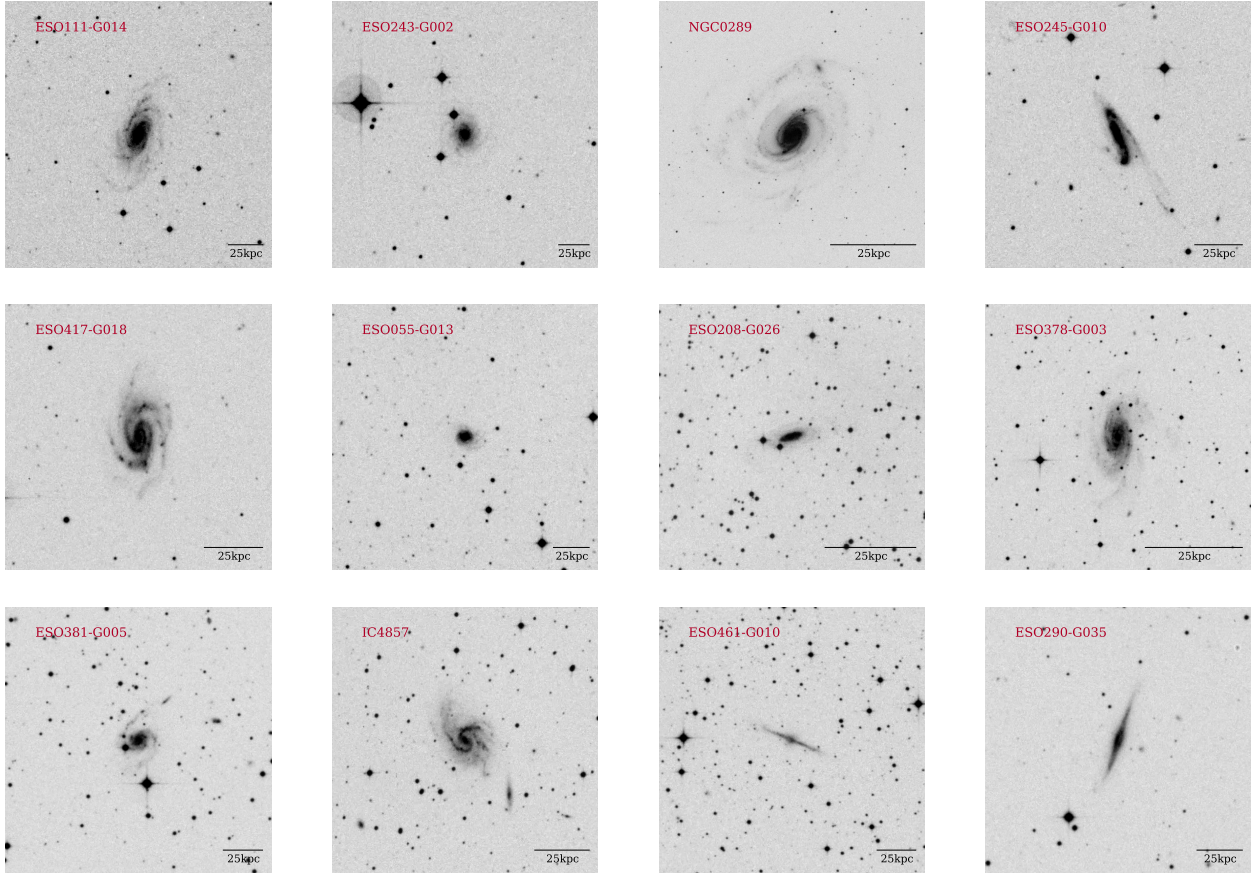 ESO111-G014
ESO243-G002
NGC0289
ESO245-G010
25kpc
25kpc
25kpc
25kpc
ESO417-G018
ESO055-G013
ESO208-G026
ESO378-G003
25kpc
25kpc
25kpc
25kpc
ESO381-G005
IC4857
ESO461-G010
ESO290-G035
25kpc
25kpc
25kpc
25kpc